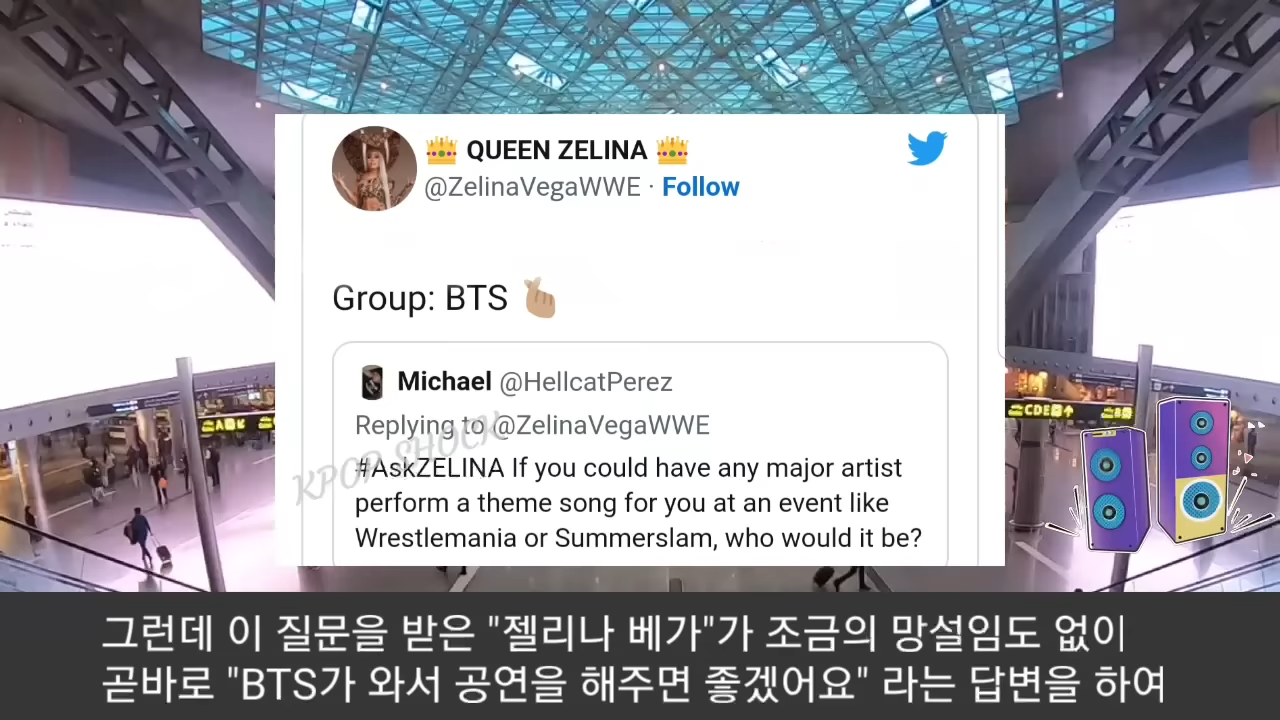 👑 QUEEN ZELINA 👑
@ZelinaVegaWWE · Follow
Group: BTS 🫰🏽
Michael @HellcatPerez
Replying to @ZelinaVegaWWE
#AskZELINA If you could have any major artist
perform a theme song for you at an event like
Wrestlemania or Summerslam, who would it be?
KPOP SHOCK
CDE
그런데 이 질문을 받은 "젤리나 베가"가 조금의 망설임도 없이
곧바로 "BTS가 와서 공연을 해주면 좋겠어요" 라는 답변을 하여